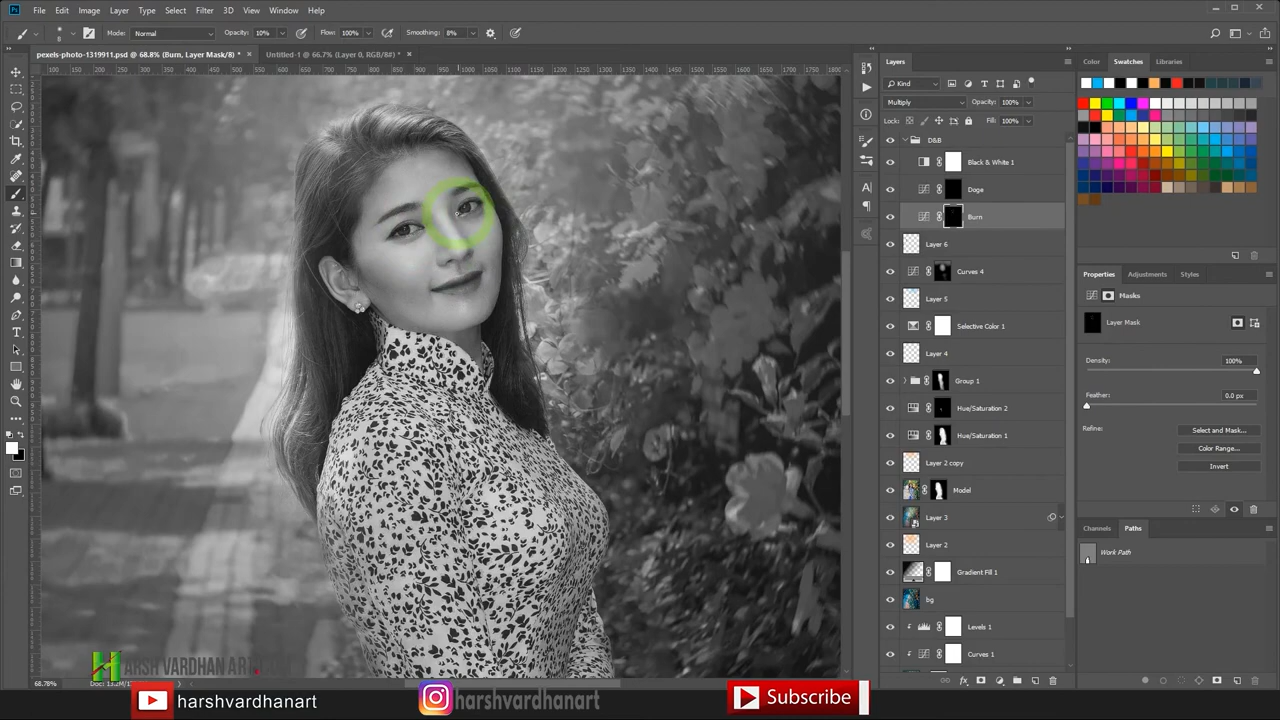 File Edit Image Layer Type Select Filter 3D View Window Help
Mode: Normal Opacity: 10% Flow: 100% Smoothing: 8%
pexels-photo-1319911.psd @ 68.8% (Burn, Layer Mask/8) * × Untitled-1 @ 66.7% (Layer 0, RGB/8#) * ×
Layers
Kind
Multiply Opacity: 100%
Lock: Fill: 100%
D&B
Black & White 1
Doge
Burn
Layer 6
Curves 4
Layer 5
Selective Color 1
Layer 4
Group 1
Hue/Saturation 2
Hue/Saturation 1
Layer 2 copy
Model
Layer 3
Layer 2
Gradient Fill 1
bg
Levels 1
Curves 1
Color Swatches Libraries
Properties Adjustments Styles
Masks
Layer Mask
Density: 100%
Feather: 0.0 px
Refine: Select and Mask...
Color Range...
Invert
Channels Paths
Work Path
68.78%
HARSH VARDHAN ART.
harshvardhanart
harshvardhanart
Subscribe